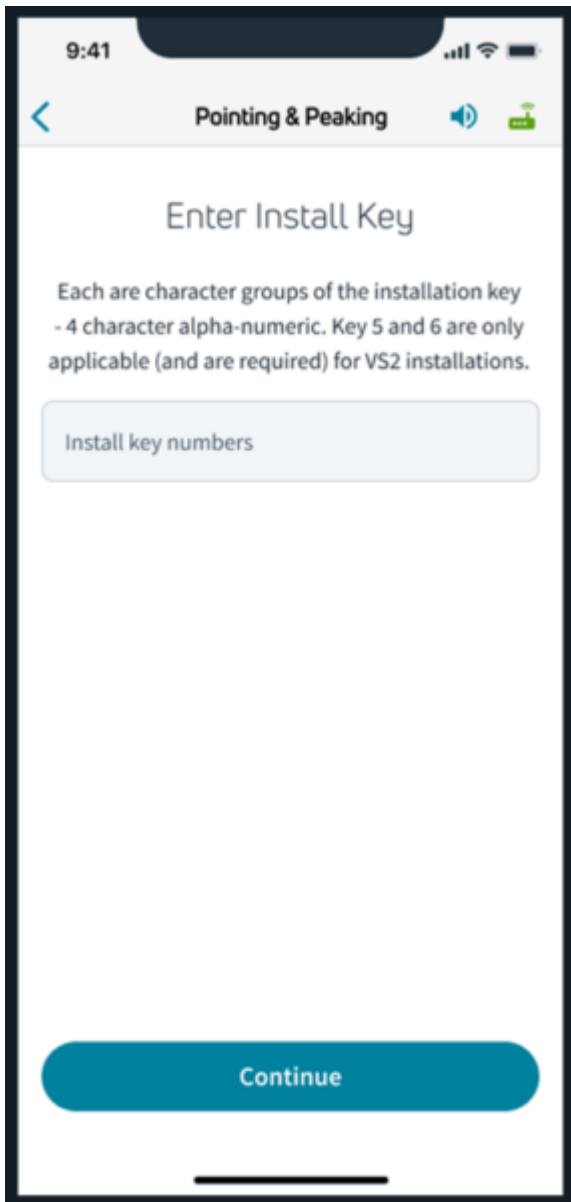 9:41
Pointing & Peaking
Enter Install Key
Each are character groups of the installation key
- 4 character alpha-numeric. Key 5 and 6 are only
applicable (and are required) for VS2 installations.
Install key numbers
Continue